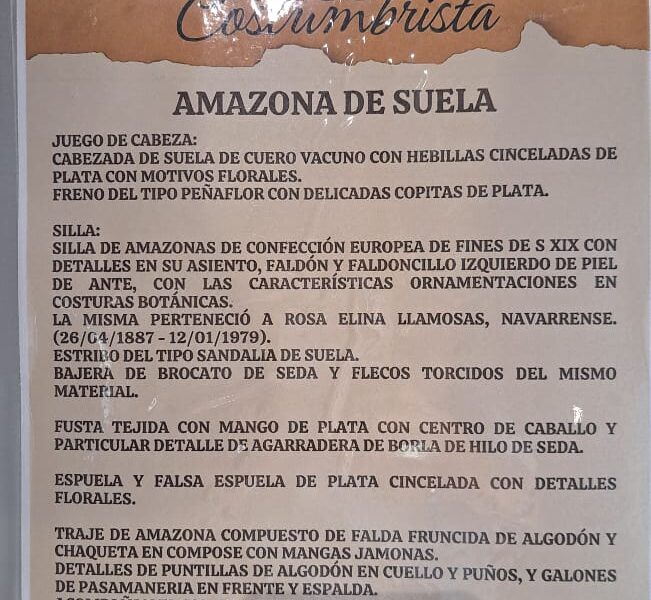 Costumbrista
AMAZONA DE SUELA
JUEGO DE CABEZA:
CABEZADA DE SUELA DE CUERO VACUNO CON HEBILLAS CINCELADAS DE
PLATA CON MOTIVOS FLORALES.
FRENO DEL TIPO PEÑAFLOR CON DELICADAS COPITAS DE PLATA.
SILLA:
SILLA DE AMAZONAS DE CONFECCIÓN EUROPEA DE FINES DE S XIX CON
DETALLES EN SU ASIENTO, FALDÓN Y FALDONCILLO IZQUIERDO DE PIEL
DE ANTE, CON LAS CARACTERÍSTICAS ORNAMENTACIONES EN
COSTURAS BOTÁNICAS.
LA MISMA PERTENECIÓ A ROSA ELINA LLAMOSAS, NAVARRENSE.
(26/04/1887 - 12/01/1979).
ESTRIBO DEL TIPO SANDALIA DE SUELA.
BAJERA DE BROCATO DE SEDA Y FLECOS TORCIDOS DEL MISMO
MATERIAL.
FUSTA TEJIDA CON MANGO DE PLATA CON CENTRO DE CABALLO Y
PARTICULAR DETALLE DE AGARRADERA DE BORLA DE HILO DE SEDA.
ESPUELA Y FALSA ESPUELA DE PLATA CINCELADA CON DETALLES
FLORALES.
TRAJE DE AMAZONA COMPUESTO DE FALDA FRUNCIDA DE ALGODÓN Y
CHAQUETA EN COMPOSE CON MANGAS JAMONAS.
DETALLES DE PUNTILLAS DE ALGODÓN EN CUELLO Y PUÑOS, Y GALONES
DE PASAMANERIA EN FRENTE Y ESPALDA.